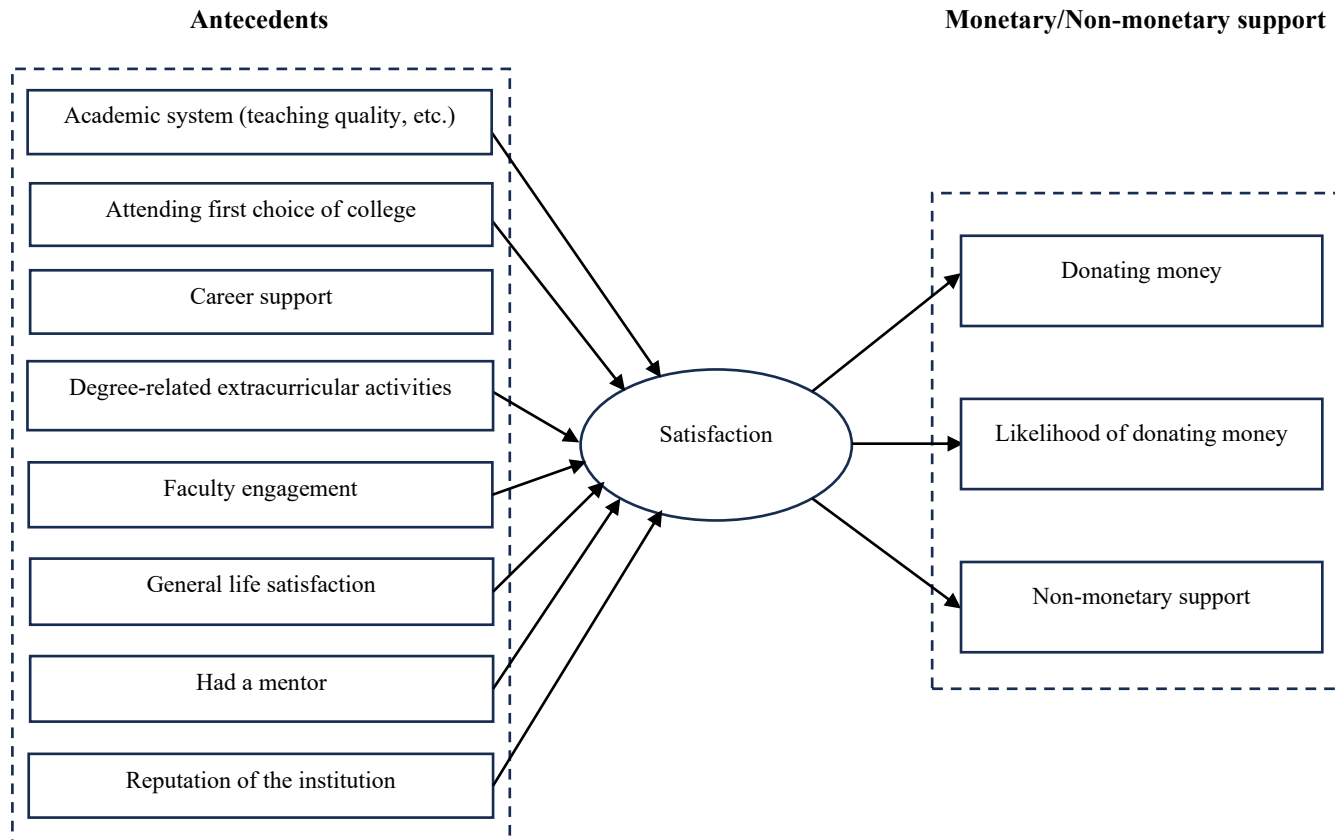 Antecedents
Monetary/Non-monetary support
Academic system (teaching quality, etc.)
Attending first choice of college
Career support
Degree-related extracurricular activities
Faculty engagement
General life satisfaction
Had a mentor
Reputation of the institution
Satisfaction
Donating money
Likelihood of donating money
Non-monetary support